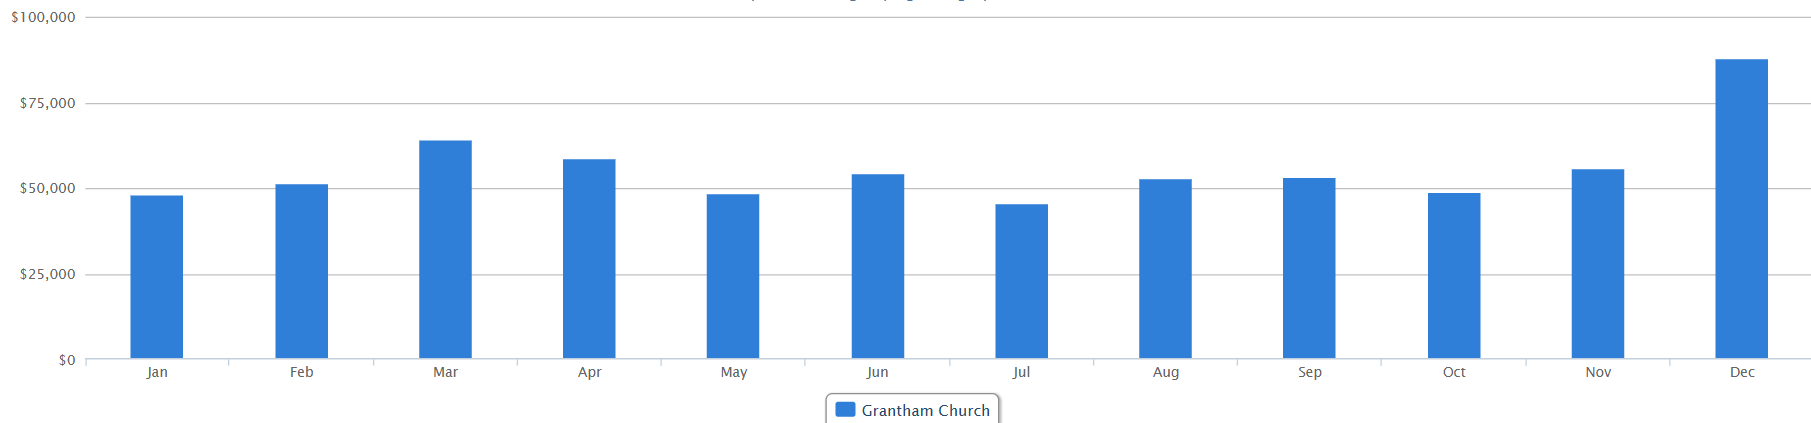 $100,000
$75,000
$50,000
$25,000
$0
Jan Feb Mar Apr May Jun Jul Aug Sep Oct Nov Dec
Grantham Church